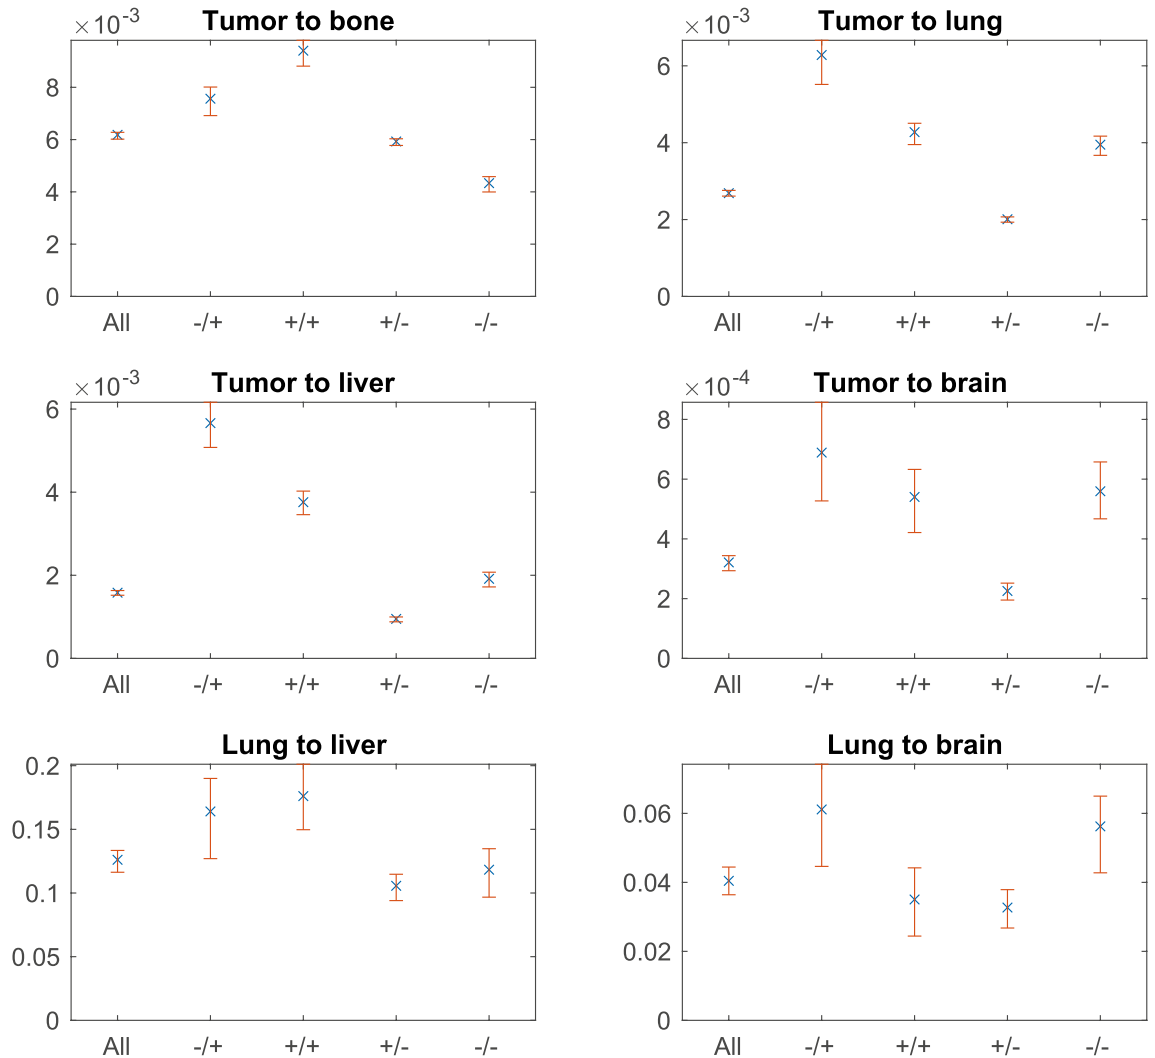 Tumor to bone
×10-3
8
6
4
2
0
All -/+ +/+ +/- -/-
Tumor to lung
×10-3
6
4
2
0
All -/+ +/+ +/- -/-
Tumor to liver
×10-3
6
4
2
0
All -/+ +/+ +/- -/-
Tumor to brain
×10-4
8
6
4
2
0
All -/+ +/+ +/- -/-
Lung to liver
0.2
0.15
0.1
0.05
0
All -/+ +/+ +/- -/-
Lung to brain
0.06
0.04
0.02
0
All -/+ +/+ +/- -/-